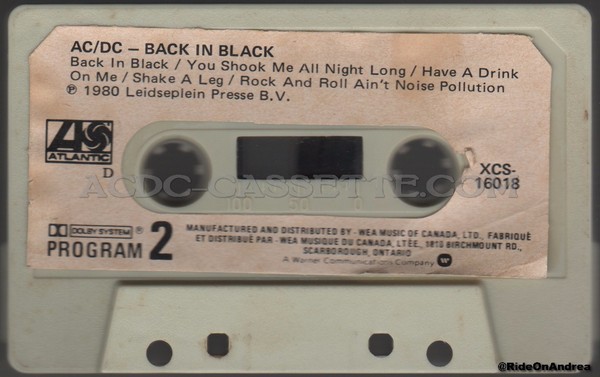 AC/DC – BACK IN BLACK
Back In Black / You Shook Me All Night Long / Have A Drink
On Me / Shake A Leg / Rock And Roll Ain't Noise Pollution
℗ 1980 Leidseplein Presse B.V.
ATLANTIC
D
XCS-
16018
ACDC-CASSETTE.COM
100 50 0
DOLBY SYSTEM ®
PROGRAM 2
MANUFACTURED AND DISTRIBUTED BY - WEA MUSIC OF CANADA, LTD., FABRIQUÉ
ET DISTRIBUÉ PAR - WEA MUSIQUE DU CANADA, LTÉE., 1810 BIRCHMOUNT RD.,
SCARBOROUGH, ONTARIO
A Warner Communications Company
@RideOnAndrea